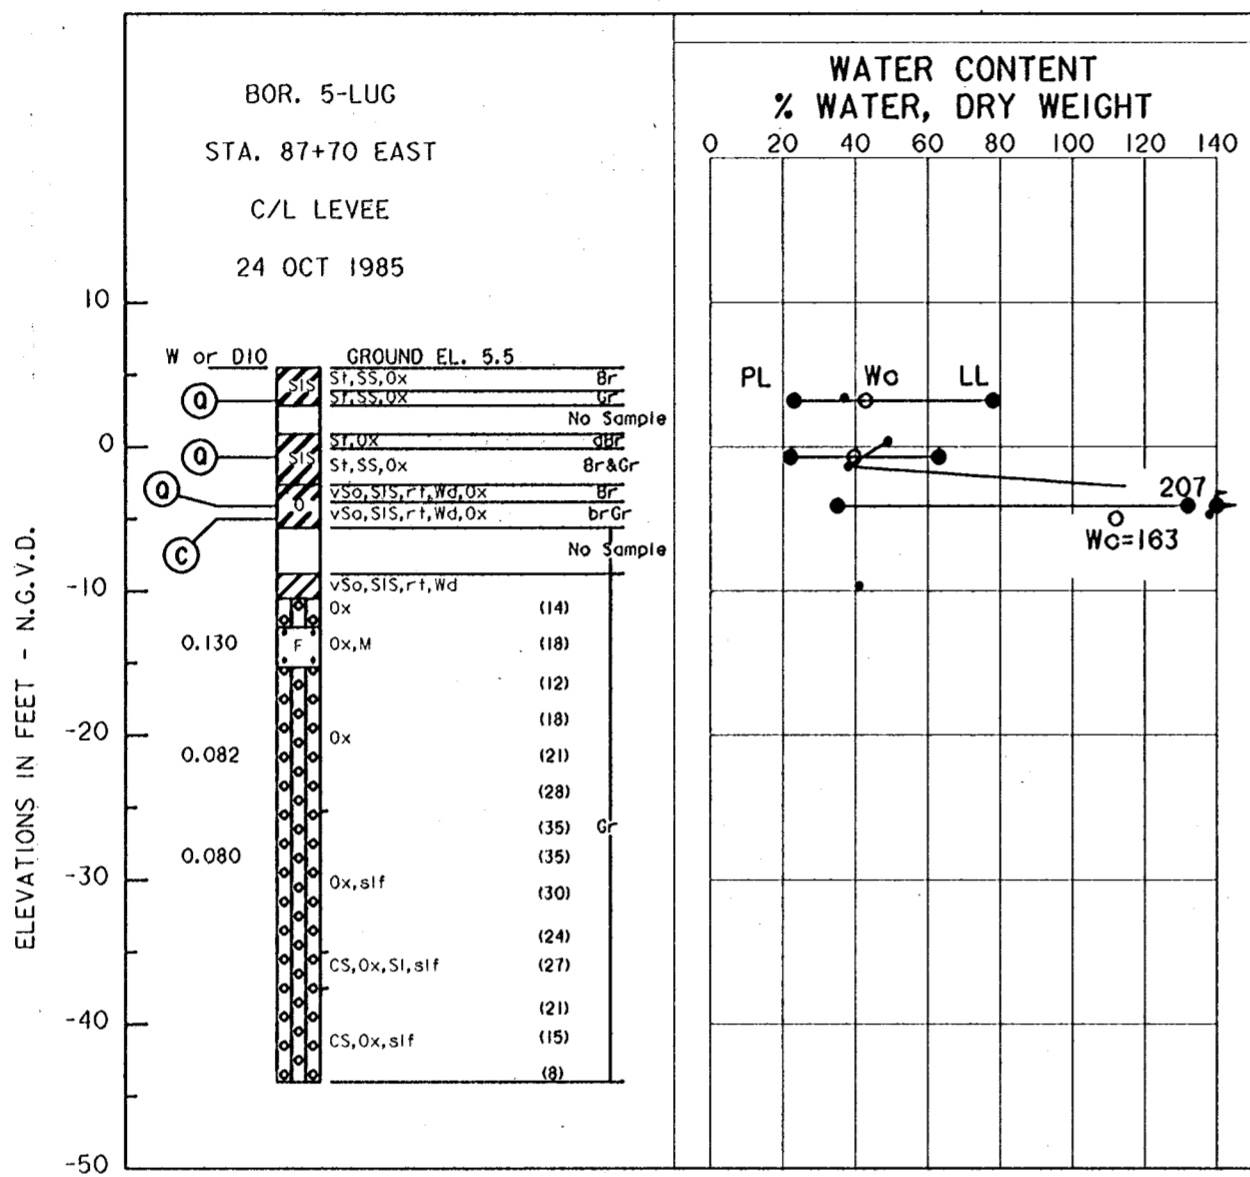 BOR. 5-LUG
STA. 87+70 EAST
C/L LEVEE
24 OCT 1985
WATER CONTENT
% WATER, DRY WEIGHT
0 20 40 60 80 100 120 140
ELEVATIONS IN FEET - N.G.V.D.
10
0
-10
-20
-30
-40
-50
W or D10 GROUND EL. 5.5
SIS St,SS,Ox Br
Q St,SS,Ox Gr
No Sample
St,Ox dBr
Q SIS St,SS,Ox Br&Gr
Q vSo,SIS,rt,Wd,Ox Br
O vSo,SIS,rt,Wd,Ox brGr
C
No Sample
vSo,SIS,rt,Wd
Ox (14)
0.130 F Ox,M (18)
(12)
(18)
Ox
0.082 (21)
(28)
(35) Gr
0.080 (35)
Ox,slf
(30)
(24)
CS,Ox,SI,slf (27)
(21)
CS,Ox,slf (15)
(8)
PL Wc LL
207
Wc=163